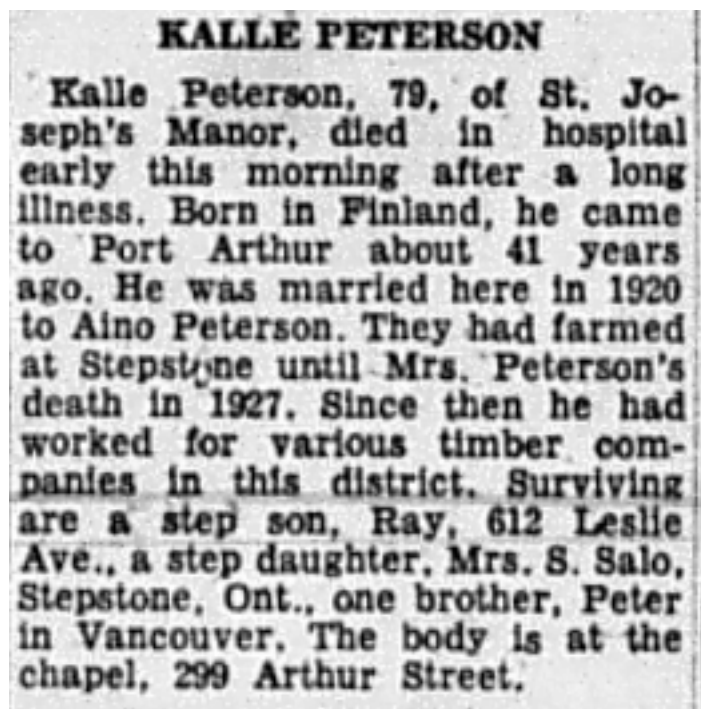 KALLE PETERSON
Kalle Peterson, 79, of St. Jo-
seph's Manor, died in hospital
early this morning after a long
illness. Born in Finland, he came
to Port Arthur about 41 years
ago. He was married here in 1920
to Aino Peterson. They had farmed
at Stepstone until Mrs. Peterson's
death in 1927. Since then he had
worked for various timber com-
panies in this district. Surviving
are a step son, Ray, 612 Leslie
Ave., a step daughter, Mrs. S. Salo,
Stepstone, Ont., one brother, Peter
in Vancouver. The body is at the
chapel, 299 Arthur Street.